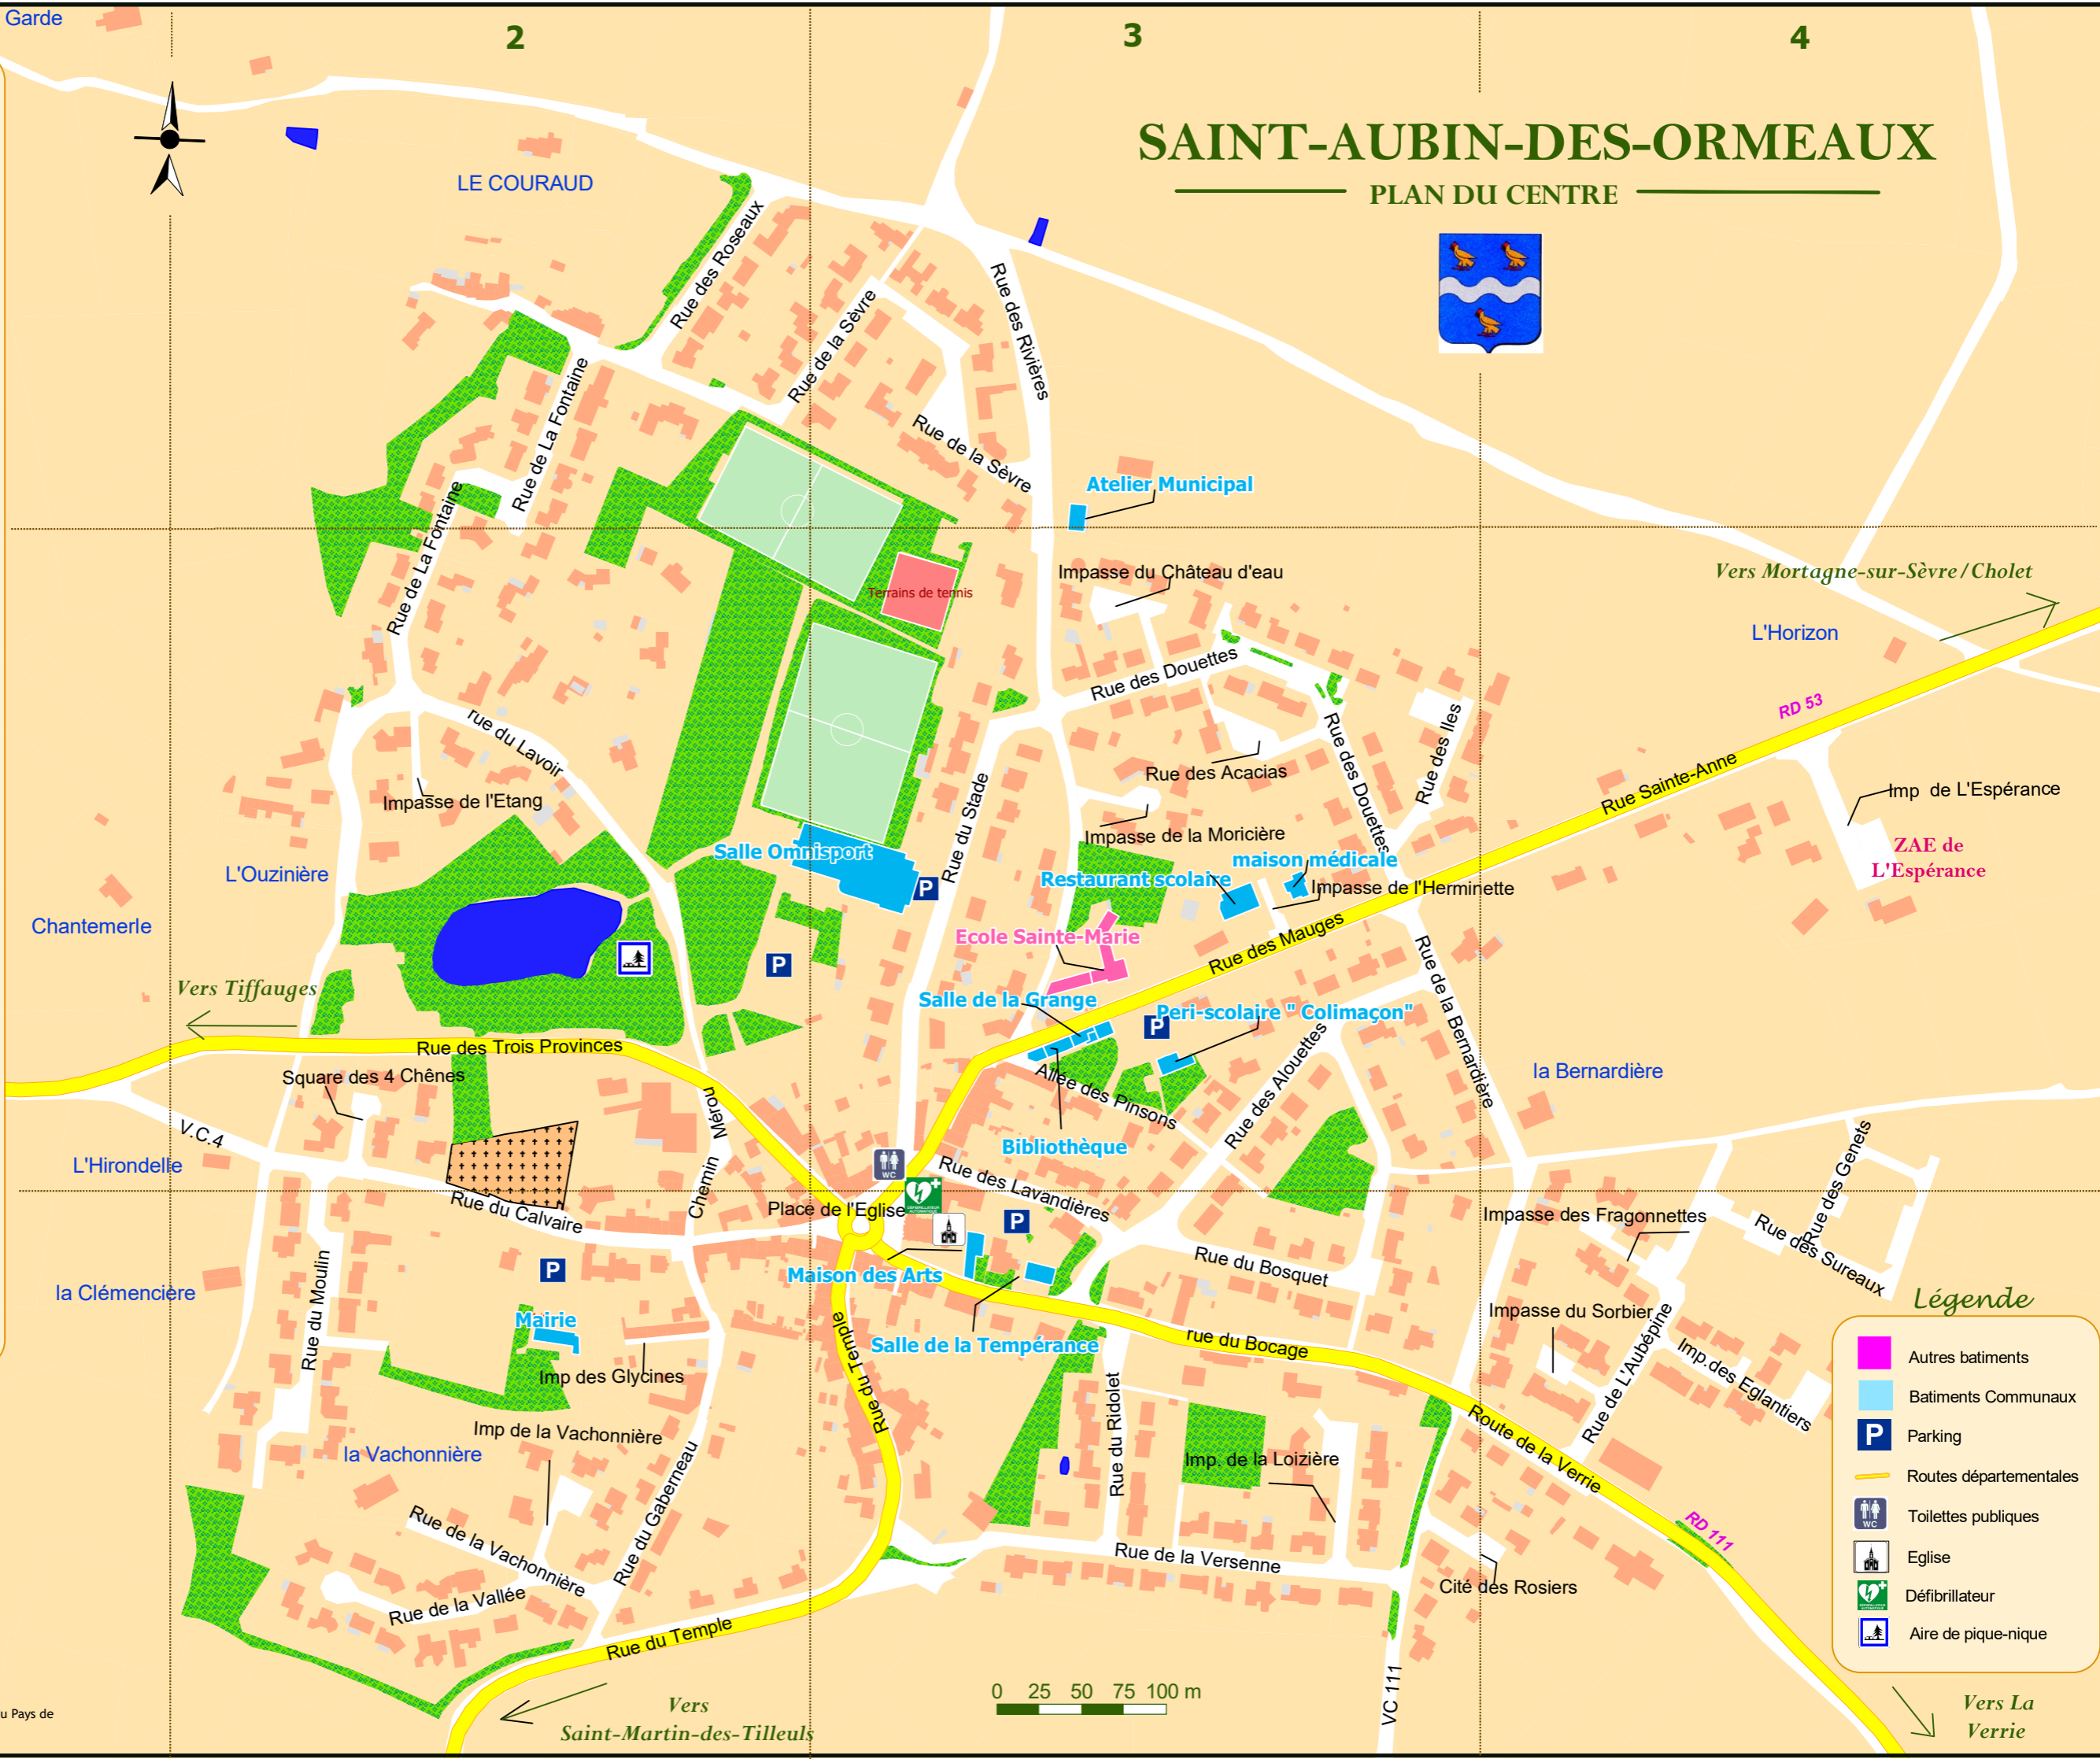 Garde
2
3
4
SAINT-AUBIN-DES-ORMEAUX
PLAN DU CENTRE
LE COURAUD
Rue des Roseaux
Rue de la Sèvre
Rue des Rivières
Rue de La Fontaine
Rue de la Sèvre
Atelier Municipal
Rue de La Fontaine
Impasse du Château d'eau
Terrains de tennis
Vers Mortagne-sur-Sèvre/Cholet
L'Horizon
Rue des Douettes
RD 53
rue du Lavoir
Rue des Illes
Rue des Acacias
Rue des Douettes
Rue Sainte-Anne
Impasse de l'Etang
Imp de L'Espérance
Rue du Stade
Impasse de la Moricière
ZAE de
L'Espérance
Salle Omnisport
P
maison médicale
L'Ouzinière
Restaurant scolaire
Impasse de l'Herminette
Chantemerle
Ecole Sainte-Marie
Rue des Mauges
P
Vers Tiffauges
Salle de la Grange
Peri-scolaire " Colimaçon"
P
Rue de la Bernardière
Rue des Trois Provinces
Square des 4 Chênes
Allée des Pinsons
Rue des Alouettes
la Bernardière
V.C.4
Chemin Mérou
Bibliothèque
L'Hirondelle
WC
Rue des Lavandières
Rue des Genets
Rue du Calvaire
Place de l'Eglise
P
Impasse des Fragonnettes
Rue des Sureaux
Rue du Bosquet
P
Maison des Arts
la Clémencière
Rue du Moulin
Mairie
Impasse du Sorbier
Salle de la Tempérance
rue du Bocage
Rue du Temple
Rue de L'Aubépine
Imp.des Eglantiers
Imp des Glycines
Rue du Ridolet
Imp de la Vachonnière
la Vachonnière
Imp. de la Loizière
Route de la Verrie
Rue du Gaberneau
Rue de la Vachonnière
RD 111
Rue de la Versenne
Cité des Rosiers
Rue de la Vallée
Rue du Temple
VC 111
Vers
Saint-Martin-des-Tilleuls
0 25 50 75 100 m
Vers La
Verrie
u Pays de
Légende
Autres batiments
Batiments Communaux
P Parking
Routes départementales
WC Toilettes publiques
Eglise
Défibrillateur
Aire de pique-nique